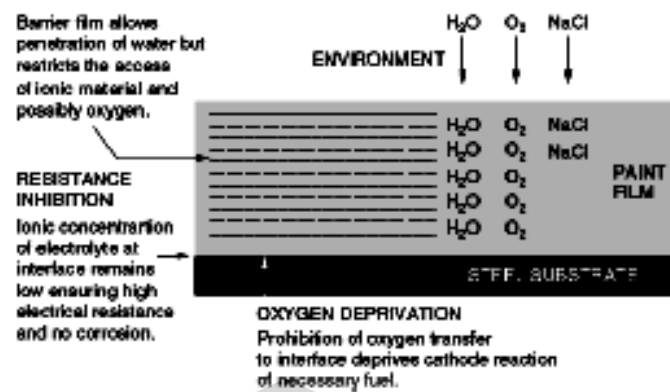 Barrier film allows
penetration of water but
restricts the access
of ionic material and
possibly oxygen.
H₂O O₂ NaCl
ENVIRONMENT
H₂O O₂ NaCl
H₂O O₂ NaCl
H₂O O₂
H₂O O₂
H₂O O₂
PAINT
FILM
RESISTANCE
INHIBITION
Ionic concentration
of electrolyte at
interface remains
low ensuring high
electrical resistance
and no corrosion.
STEEL SUBSTRATE
OXYGEN DEPRIVATION
Prohibition of oxygen transfer
to interface deprives cathode reaction
of necessary fuel.